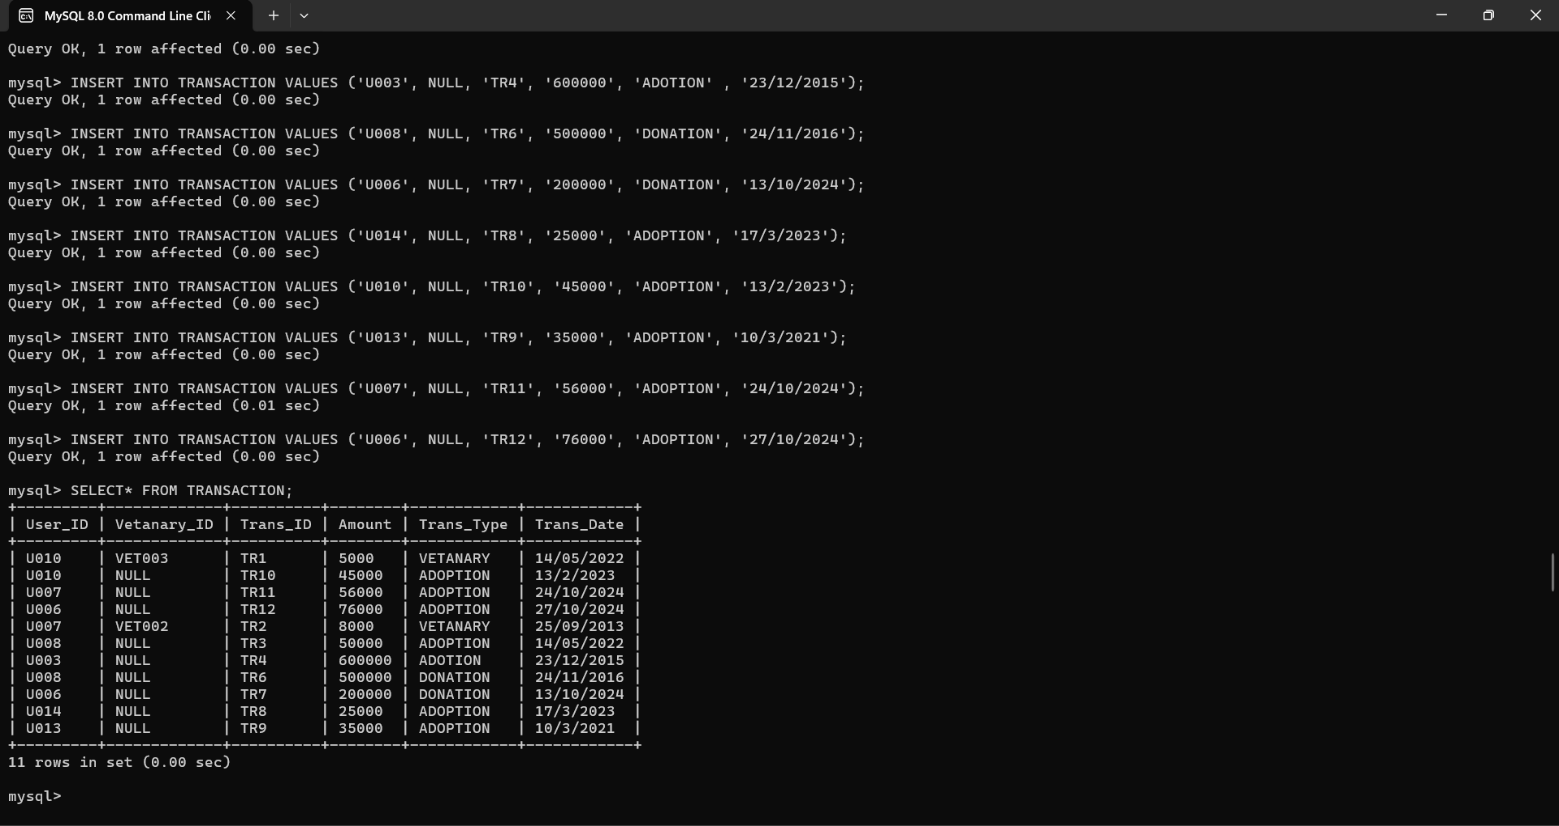 MySQL 8.0 Command Line Cli
Query OK, 1 row affected (0.00 sec)
mysql> INSERT INTO TRANSACTION VALUES ('U003', NULL, 'TR4', '600000', 'ADOTION' , '23/12/2015');
Query OK, 1 row affected (0.00 sec)
mysql> INSERT INTO TRANSACTION VALUES ('U008', NULL, 'TR6', '500000', 'DONATION', '24/11/2016');
Query OK, 1 row affected (0.00 sec)
mysql> INSERT INTO TRANSACTION VALUES ('U006', NULL, 'TR7', '200000', 'DONATION', '13/10/2024');
Query OK, 1 row affected (0.00 sec)
mysql> INSERT INTO TRANSACTION VALUES ('U014', NULL, 'TR8', '25000', 'ADOPTION', '17/3/2023');
Query OK, 1 row affected (0.00 sec)
mysql> INSERT INTO TRANSACTION VALUES ('U010', NULL, 'TR10', '45000', 'ADOPTION', '13/2/2023');
Query OK, 1 row affected (0.00 sec)
mysql> INSERT INTO TRANSACTION VALUES ('U013', NULL, 'TR9', '35000', 'ADOPTION', '10/3/2021');
Query OK, 1 row affected (0.00 sec)
mysql> INSERT INTO TRANSACTION VALUES ('U007', NULL, 'TR11', '56000', 'ADOPTION', '24/10/2024');
Query OK, 1 row affected (0.01 sec)
mysql> INSERT INTO TRANSACTION VALUES ('U006', NULL, 'TR12', '76000', 'ADOPTION', '27/10/2024');
Query OK, 1 row affected (0.00 sec)
mysql> SELECT* FROM TRANSACTION;
+---------+-------------+----------+--------+------------+------------+
| User_ID | Vetanary_ID | Trans_ID | Amount | Trans_Type | Trans_Date |
+---------+-------------+----------+--------+------------+------------+
| U010    | VET003      | TR1      | 5000   | VETANARY   | 14/05/2022 |
| U010    | NULL        | TR10     | 45000  | ADOPTION   | 13/2/2023  |
| U007    | NULL        | TR11     | 56000  | ADOPTION   | 24/10/2024 |
| U006    | NULL        | TR12     | 76000  | ADOPTION   | 27/10/2024 |
| U007    | VET002      | TR2      | 8000   | VETANARY   | 25/09/2013 |
| U008    | NULL        | TR3      | 50000  | ADOPTION   | 14/05/2022 |
| U003    | NULL        | TR4      | 600000 | ADOTION    | 23/12/2015 |
| U008    | NULL        | TR6      | 500000 | DONATION   | 24/11/2016 |
| U006    | NULL        | TR7      | 200000 | DONATION   | 13/10/2024 |
| U014    | NULL        | TR8      | 25000  | ADOPTION   | 17/3/2023  |
| U013    | NULL        | TR9      | 35000  | ADOPTION   | 10/3/2021  |
+---------+-------------+----------+--------+------------+------------+
11 rows in set (0.00 sec)
mysql>